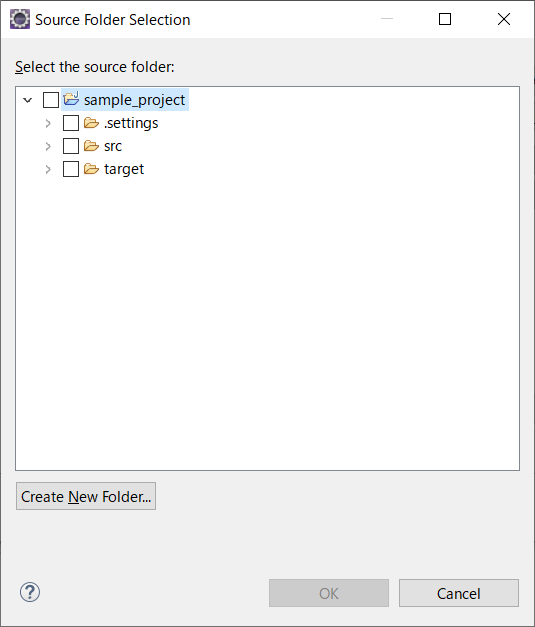 Source Folder Selection
Select the source folder:
sample_project
.settings
src
target
Create New Folder...
?
OK
Cancel